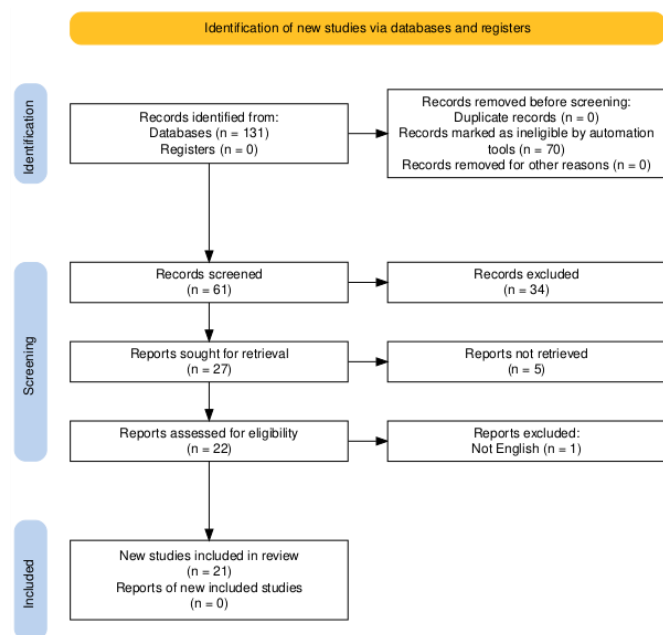 Identification of new studies via databases and registers
Identification
Records identified from:
Databases (n = 131)
Registers (n = 0)
Records removed before screening:
Duplicate records (n = 0)
Records marked as ineligible by automation
tools (n = 70)
Records removed for other reasons (n = 0)
Screening
Records screened
(n = 61)
Records excluded
(n = 34)
Reports sought for retrieval
(n = 27)
Reports not retrieved
(n = 5)
Reports assessed for eligibility
(n = 22)
Reports excluded:
Not English (n = 1)
Included
New studies included in review
(n = 21)
Reports of new included studies
(n = 0)